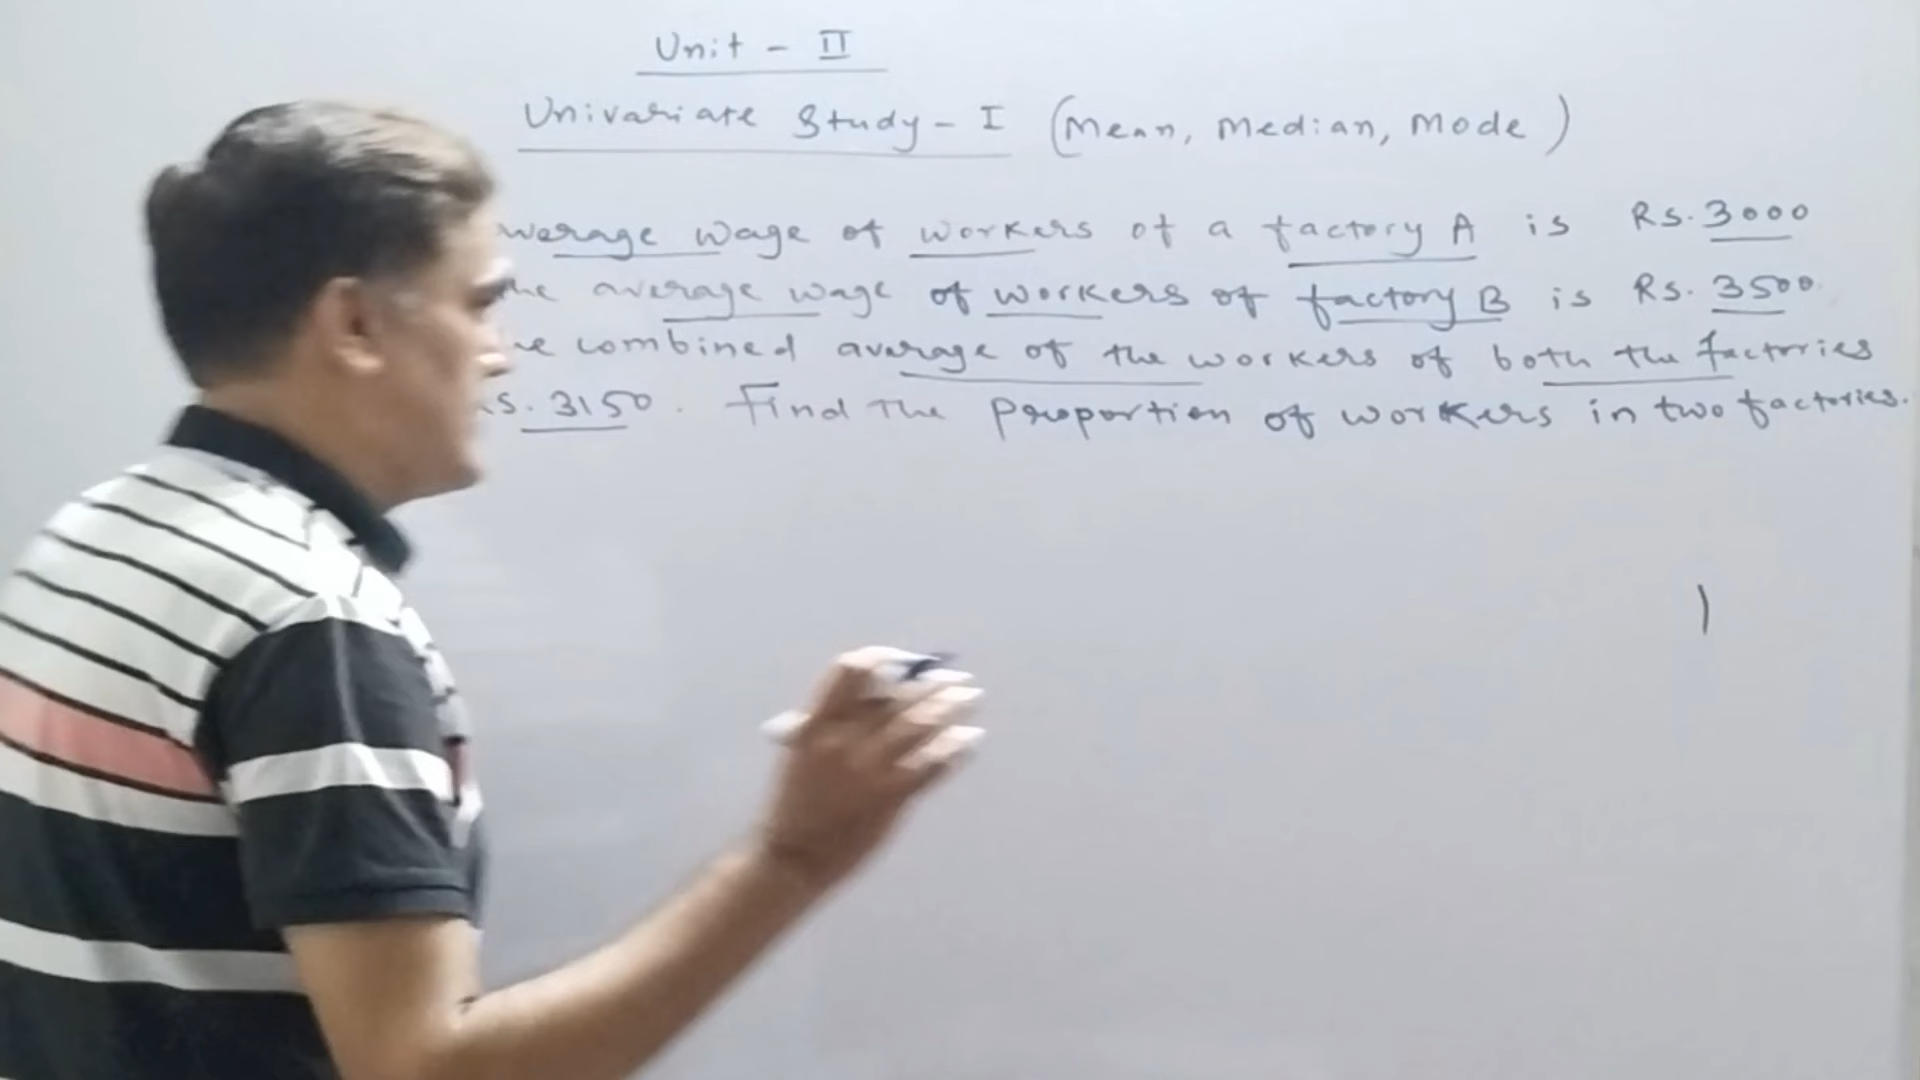 Unit - II
Univariate Study - I (Mean, Median, Mode)
wage of workers of a factory A is Rs. 3000
average wage of workers of factory B is Rs. 3500
combined average of the workers of both the factories
3150. Find The proportion of workers in two factories.